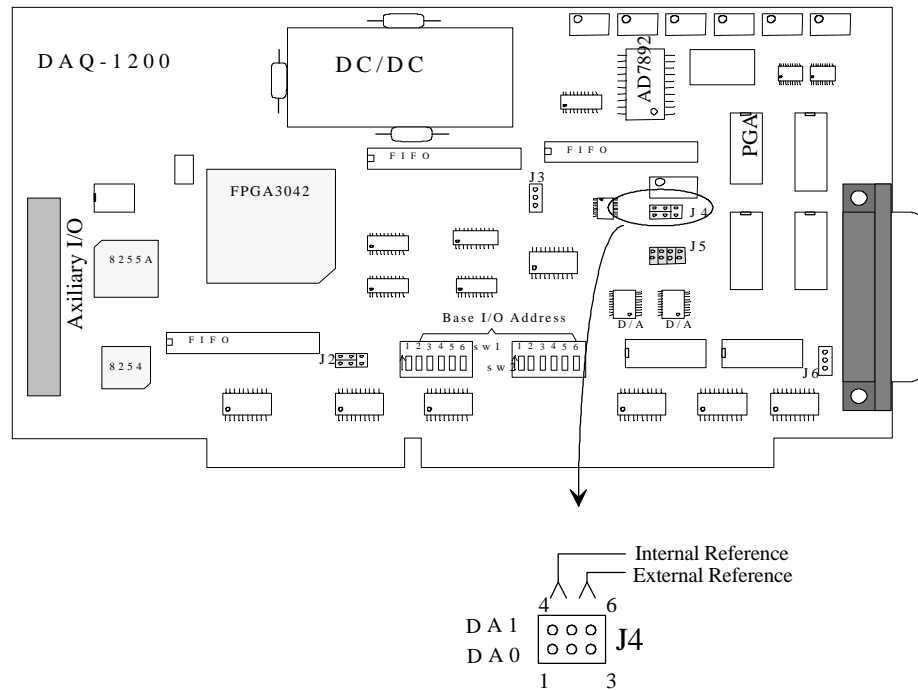 DAQ-1200
DC/DC
AD7892
PGA
FIFO
FIFO
FPGA3042
J3
J4
J5
Axiliary I/O
8255A
D/A D/A
Base I/O Address
FIFO
J2
1 2 3 4 5 6
sw1
1 2 3 4 5 6
sw2
8254
J6
Internal Reference
External Reference
4 6
DA1
DA0
J4
1 3